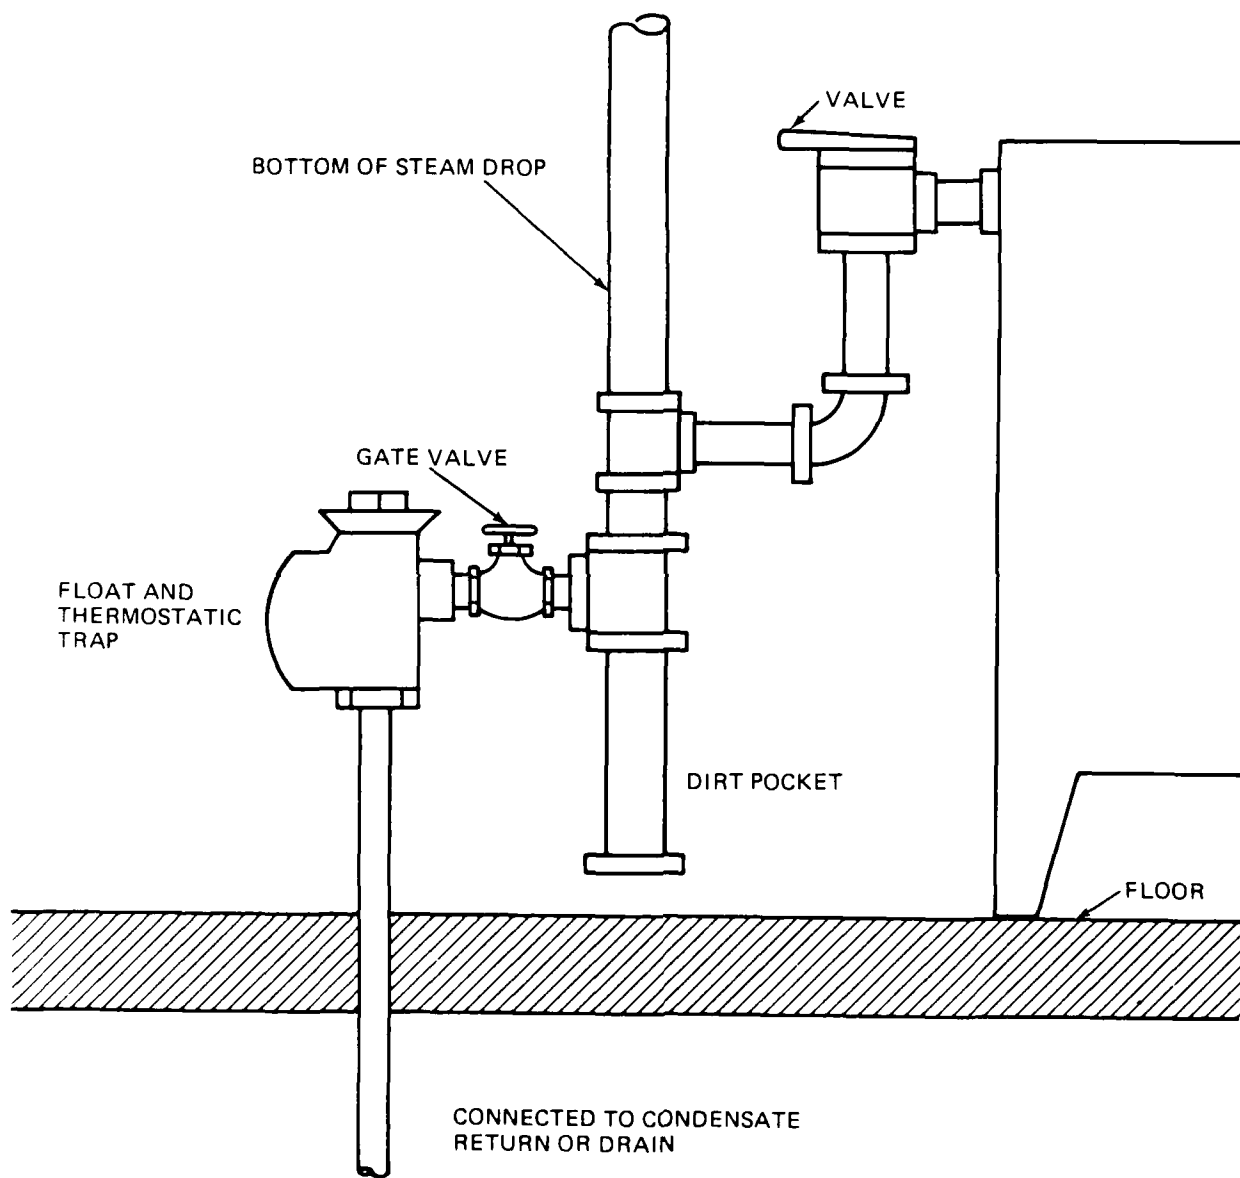 VALVE
BOTTOM OF STEAM DROP
GATE VALVE
FLOAT AND
THERMOSTATIC
TRAP
DIRT POCKET
FLOOR
CONNECTED TO CONDENSATE
RETURN OR DRAIN